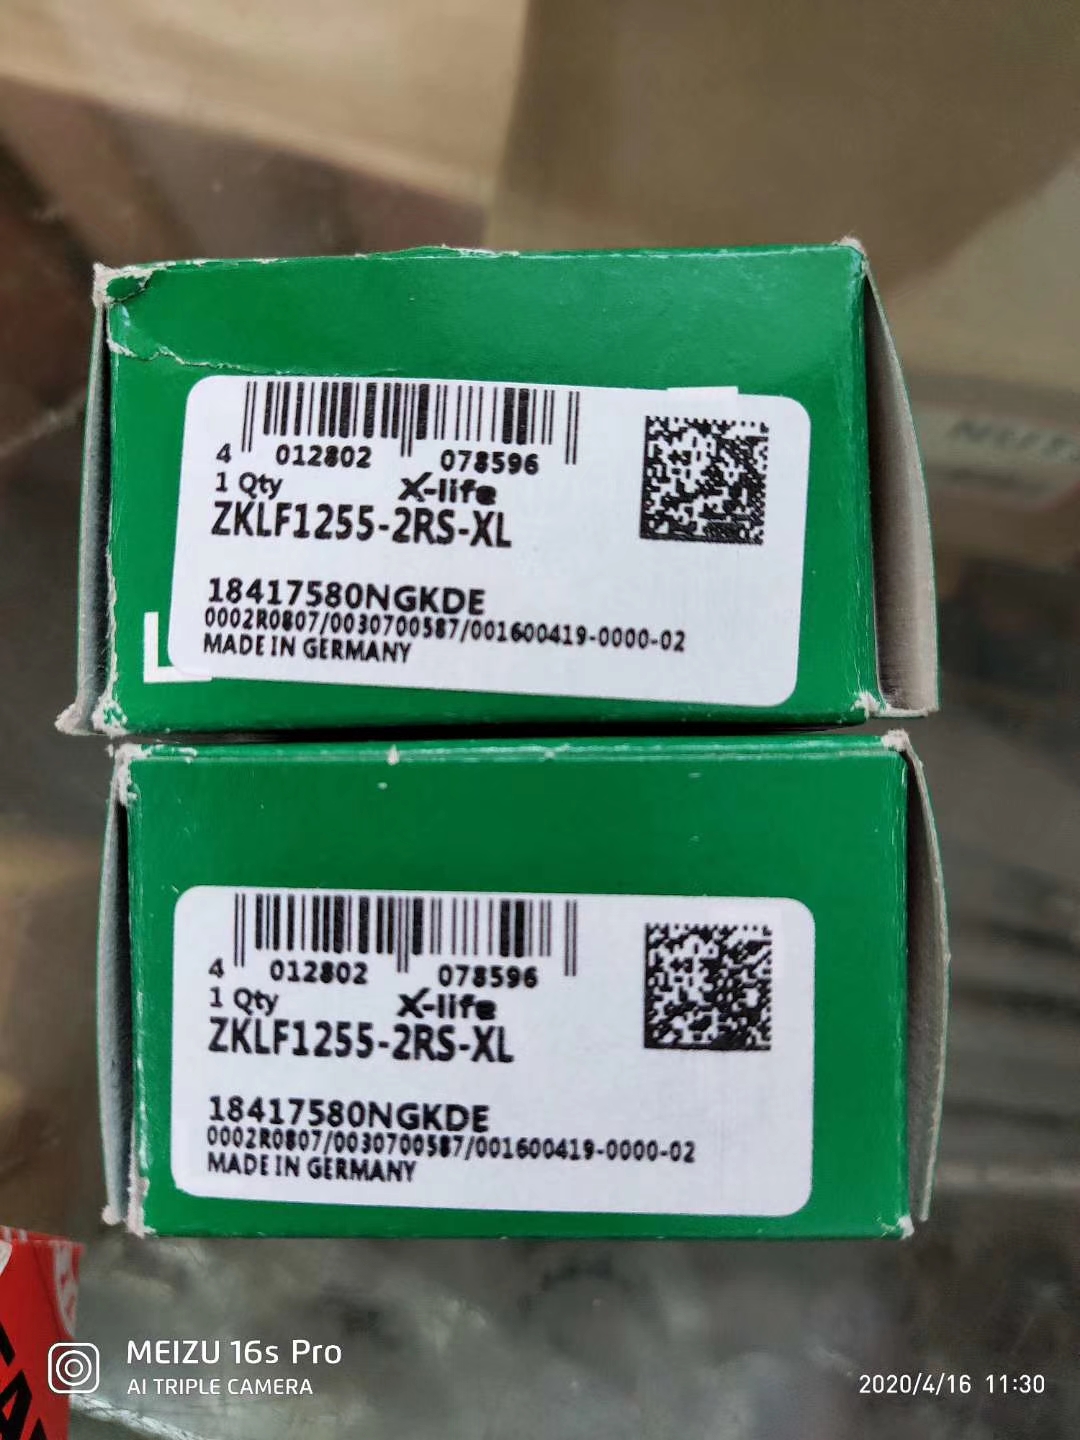 4 012802 078596
1 Qty X-life
ZKLF1255-2RS-XL
18417580NGKDE
0002R0807/0030700587/001600419-0000-02
MADE IN GERMANY
4 012802 078596
1 Qty X-life
ZKLF1255-2RS-XL
18417580NGKDE
0002R0807/0030700587/001600419-0000-02
MADE IN GERMANY
MEIZU 16s Pro
AI TRIPLE CAMERA
2020/4/16 11:30